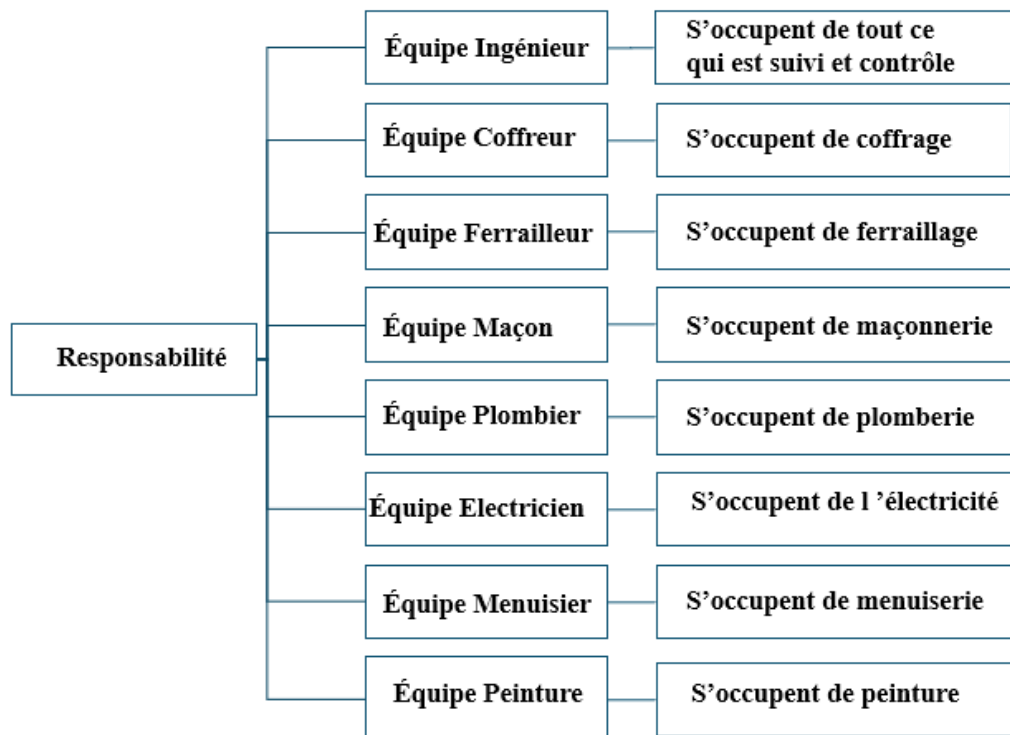 Responsabilité
Équipe Ingénieur
S’occupent de tout ce
qui est suivi et contrôle
Équipe Coffreur
S’occupent de coffrage
Équipe Ferrailleur
S’occupent de ferraillage
Équipe Maçon
S’occupent de maçonnerie
Équipe Plombier
S’occupent de plomberie
Équipe Electricien
S’occupent de l ’électricité
Équipe Menuisier
S’occupent de menuiserie
Équipe Peinture
S’occupent de peinture